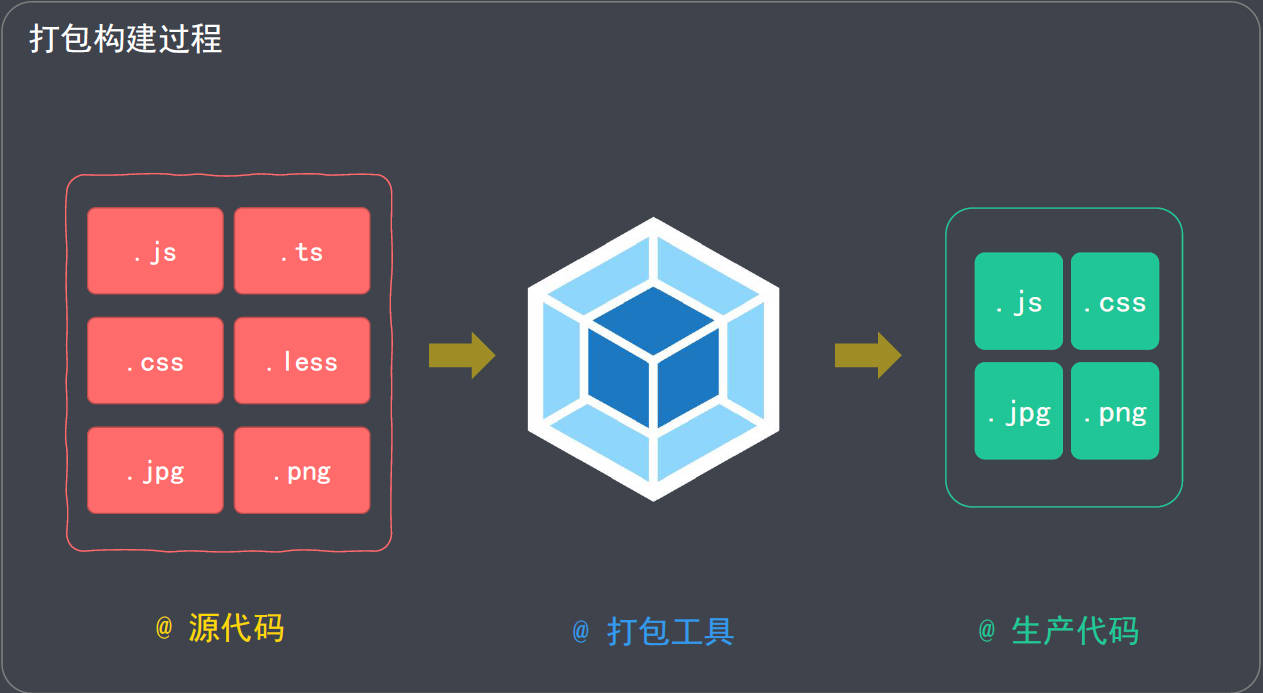 打包构建过程
.js .ts
.css .less
.jpg .png
.js .css
.jpg .png
@ 源代码
@ 打包工具
@ 生产代码